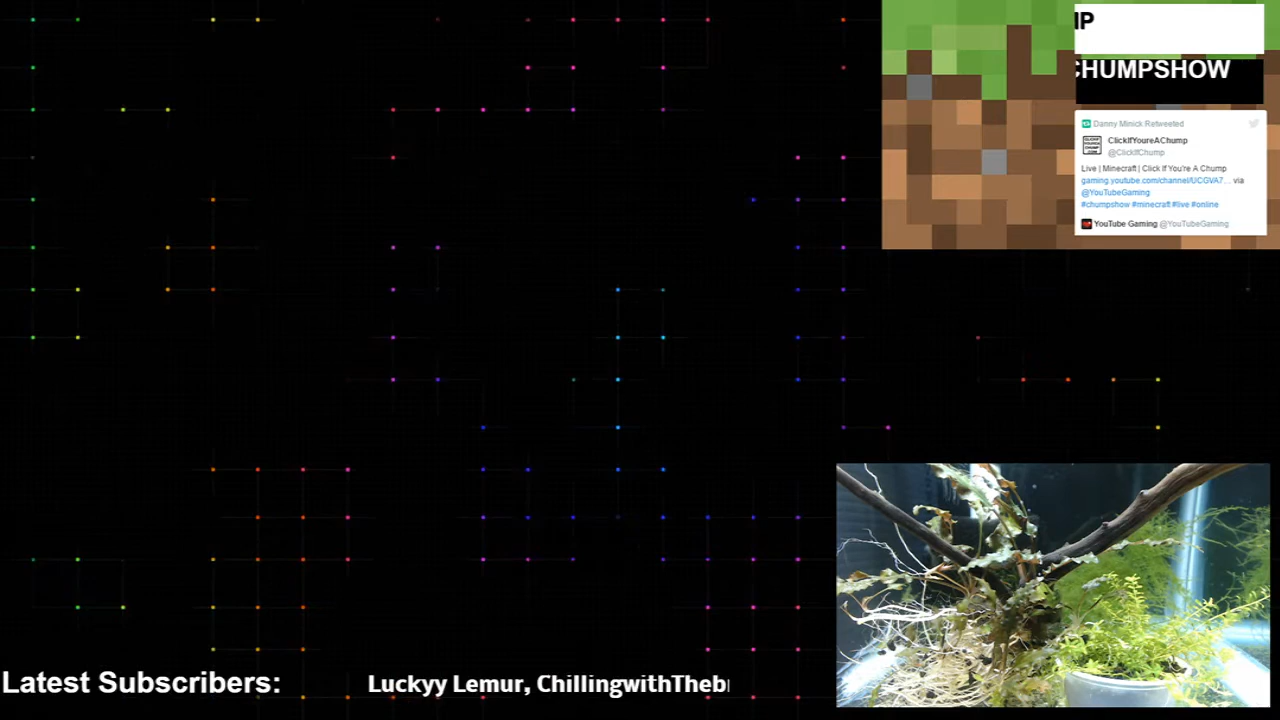 IP
CHUMPSHOW
Danny Minick Retweeted
ClickIfYoureAChump
@ClickIfChump
Live | Minecraft | Click If You're A Chump
gaming.youtube.com/channel/UCGVA7... via
@YouTubeGaming
#chumpshow #minecraft #live #online
YouTube Gaming @YouTubeGaming
Latest Subscribers: Luckyy Lemur, ChillingwithTheb